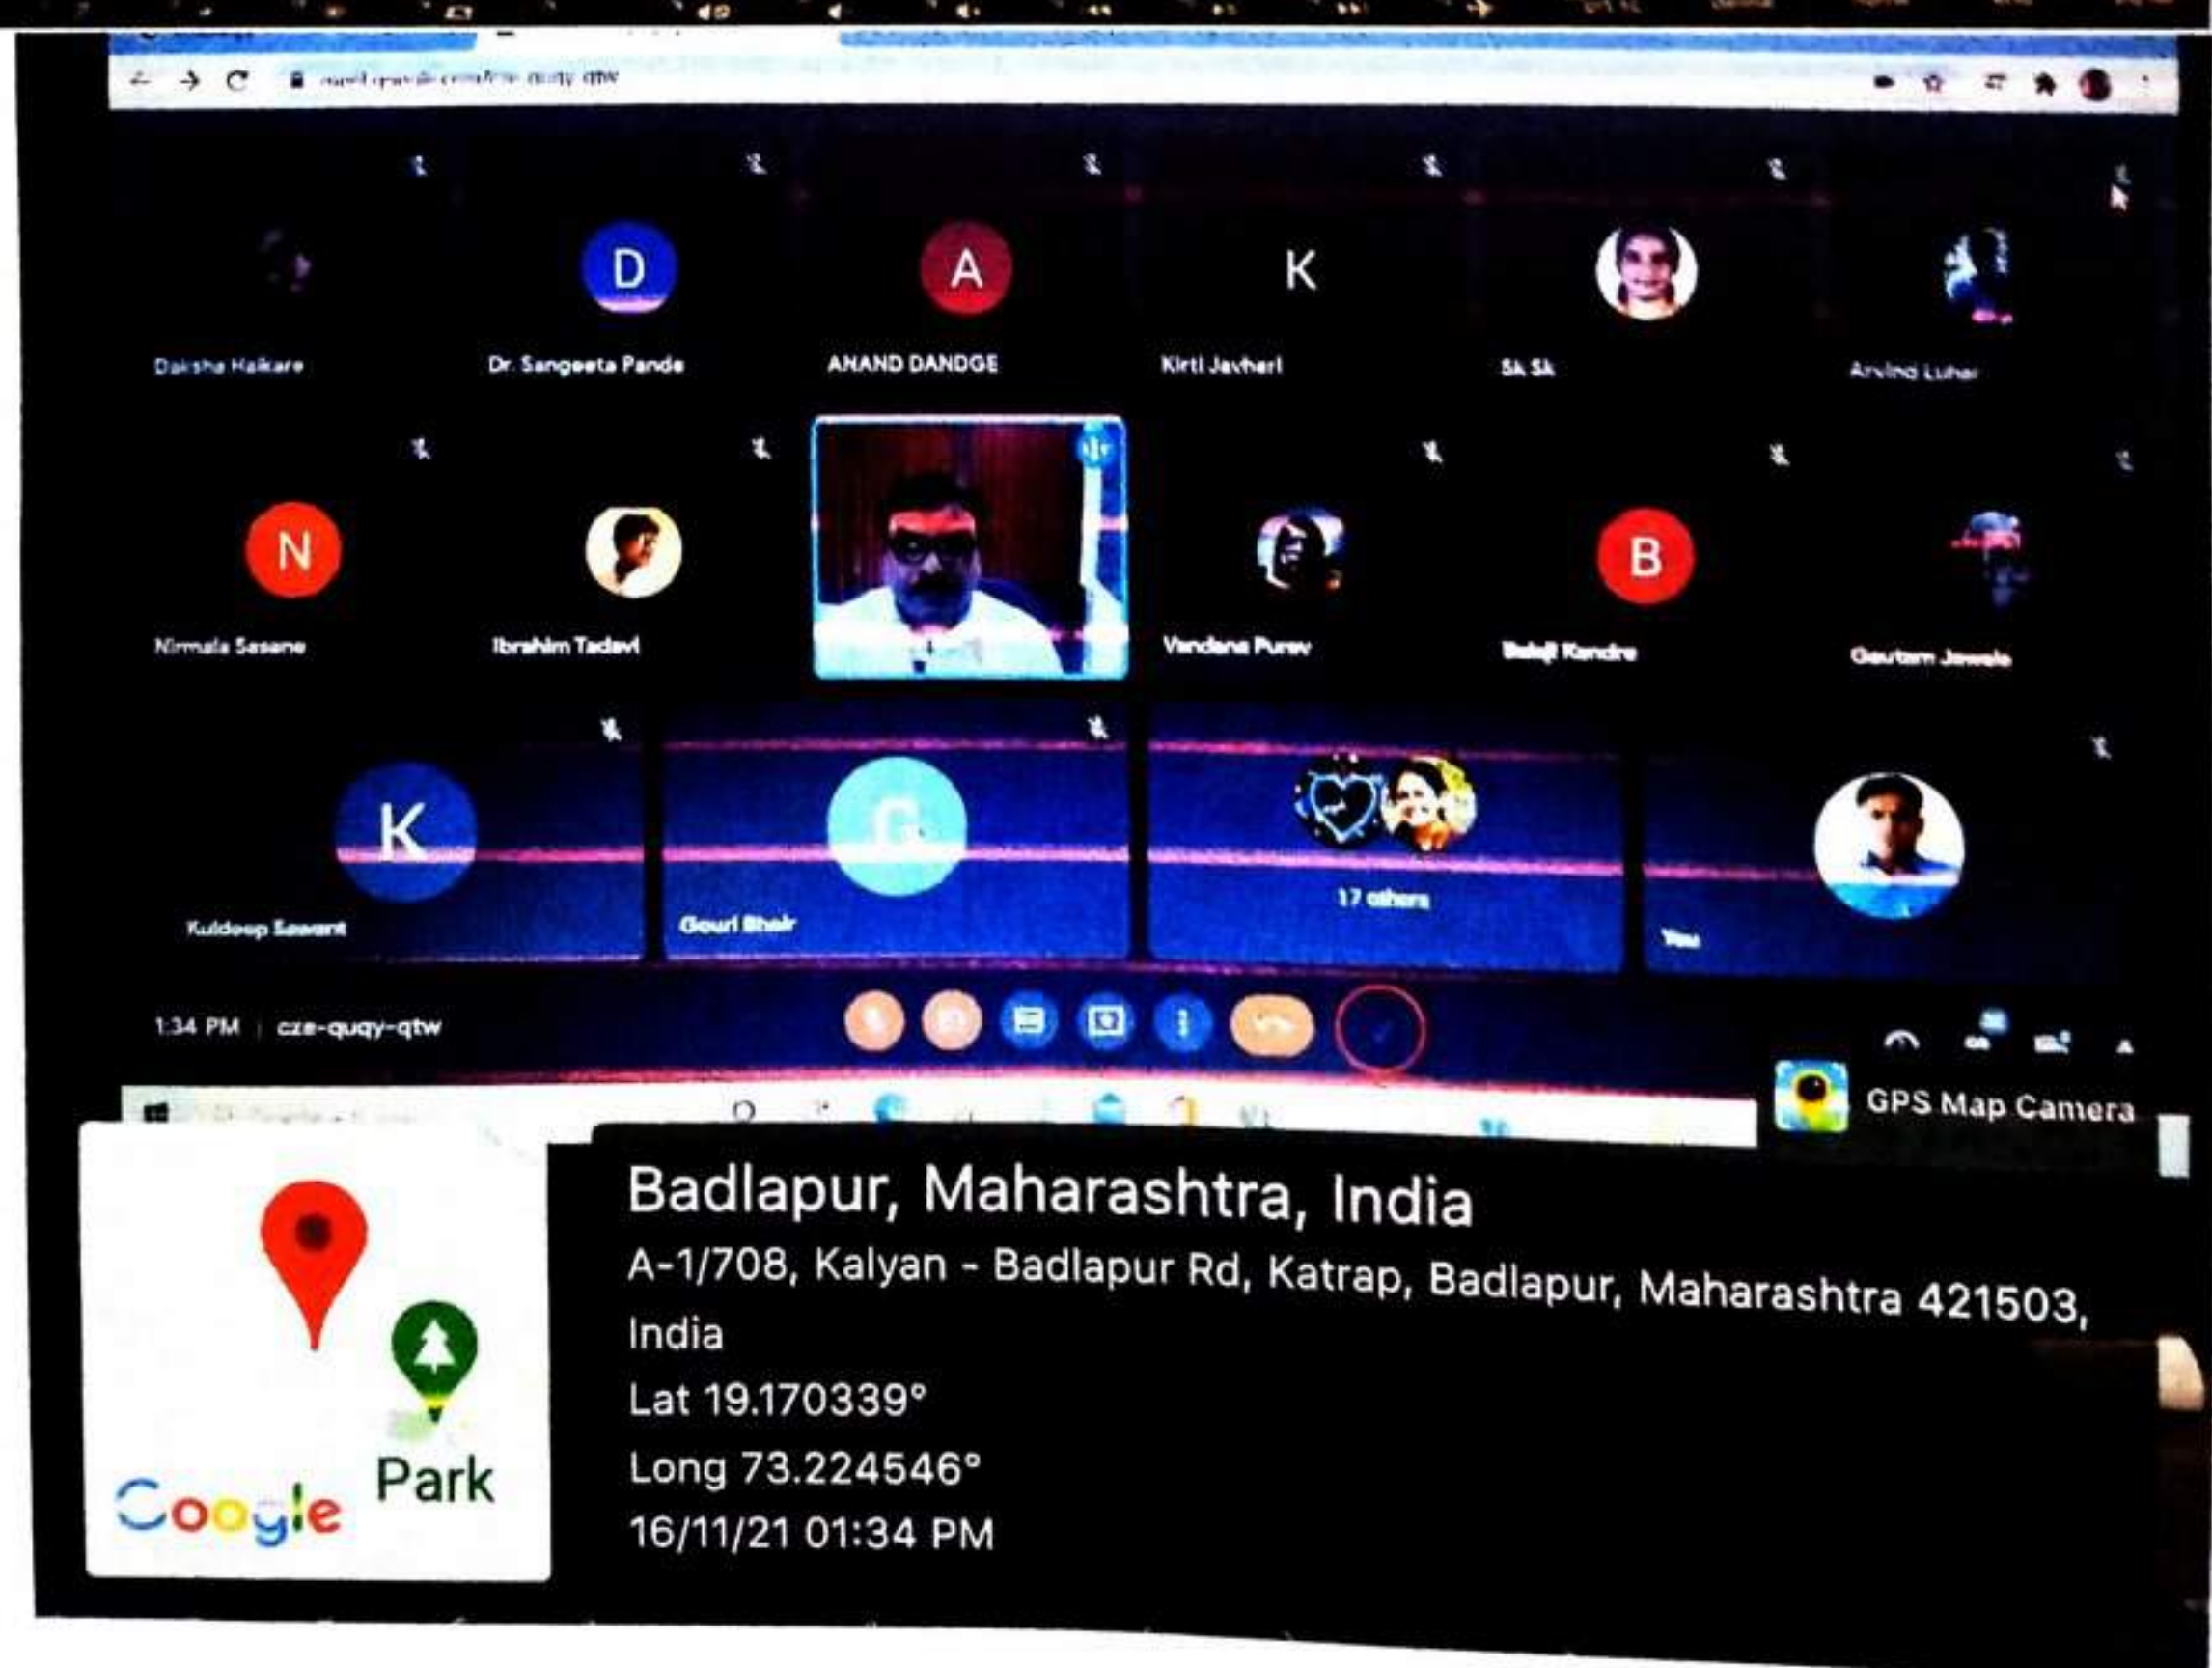 D
A
K
Daksha Haikare
Dr. Sangeeta Pande
ANAND DANDGE
Kirti Javheri
Sk Sk
Arvind Luhar
N
B
Nirmala Sasane
Ibrahim Tadavi
Vandana Purav
Balaji Kendre
Gautam Jawale
K
G
17 others
Kuldeep Sawant
Gouri Bhoir
You
1:34 PM | cze-quqy-qtw
GPS Map Camera
Badlapur, Maharashtra, India
A-1/708, Kalyan - Badlapur Rd, Katrap, Badlapur, Maharashtra 421503,
India
Lat 19.170339°
Long 73.224546°
16/11/21 01:34 PM
Park
Google